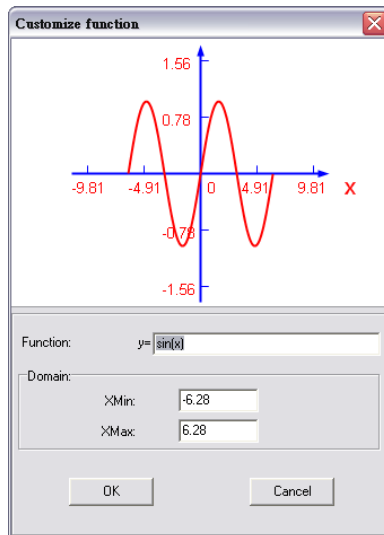 Customize function
1.56
0.78
-9.81 -4.91 0 4.91 9.81 X
-0.78
-1.56
Function: y= sin(x)
Domain:
XMin: -6.28
XMax: 6.28
OK Cancel